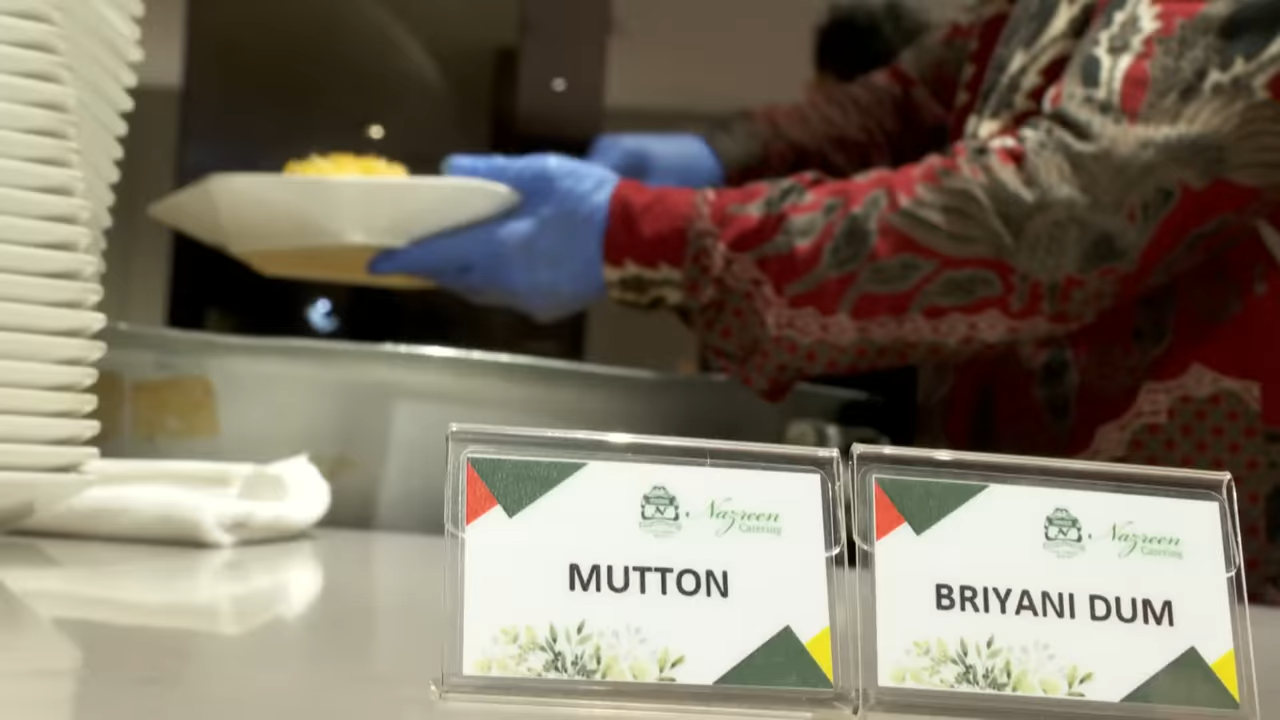 Nazreen
Catering
MUTTON
Nazreen
Catering
BRIYANI DUM